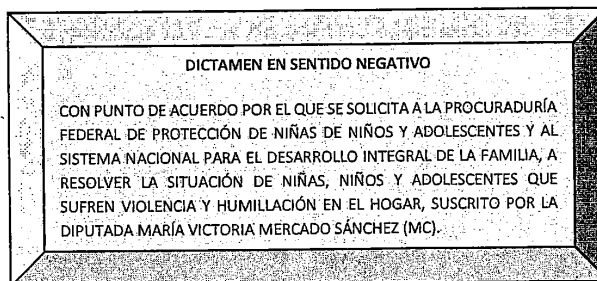 DICTAMEN EN SENTIDO NEGATIVO
CON PUNTO DE ACUERDO POR EL QUE SE SOLICITA A LA PROCURADURÍA
FEDERAL DE PROTECCIÓN DE NIÑAS DE NIÑOS Y ADOLESCENTES Y AL
SISTEMA NACIONAL PARA EL DESARROLLO INTEGRAL DE LA FAMILIA, A
RESOLVER LA SITUACIÓN DE NIÑAS, NIÑOS Y ADOLESCENTES QUE
SUFREN VIOLENCIA Y HUMILLACIÓN EN EL HOGAR, SUSCRITO POR LA
DIPUTADA MARÍA VICTORIA MERCADO SÁNCHEZ (MC).